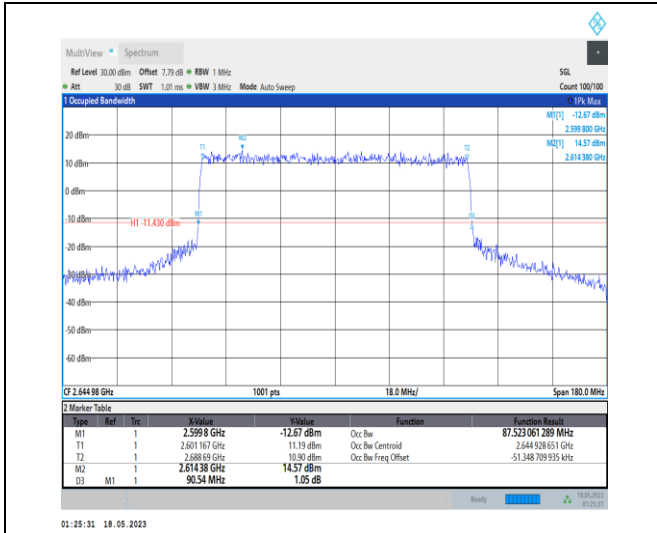 MultiView Spectrum
Ref Level 30.00 dBm Offset 7.79 dB RBW 1 MHz SGL
Att 30 dB SWT 1.01 ms VBW 3 MHz Mode Auto Sweep Count 100/100
1 Occupied Bandwidth 1Pk Max
M1[1] -12.67 dBm
2.599 800 GHz
M2[1] 14.57 dBm
2.614 380 GHz
20 dBm
M2
T1 T2
10 dBm
0 dBm
M1
-10 dBm
H1 -11.430 dBm
-20 dBm
-30 dBm
-40 dBm
-50 dBm
-60 dBm
CF 2.644 98 GHz 1001 pts 18.0 MHz/ Span 180.0 MHz
2 Marker Table
Type Ref Trc X-Value Y-Value Function Function Result
M1 1 2.599 8 GHz -12.67 dBm Occ Bw 87.523 061 289 MHz
T1 1 2.601 167 GHz 11.19 dBm Occ Bw Centroid 2.644 928 651 GHz
T2 1 2.688 69 GHz 10.90 dBm Occ Bw Freq Offset -51.348 709 935 kHz
M2 1 2.614 38 GHz 14.57 dBm
D3 M1 1 90.54 MHz 1.05 dB
Ready 18.05.2023
01:25:31
01:25:31 18.05.2023